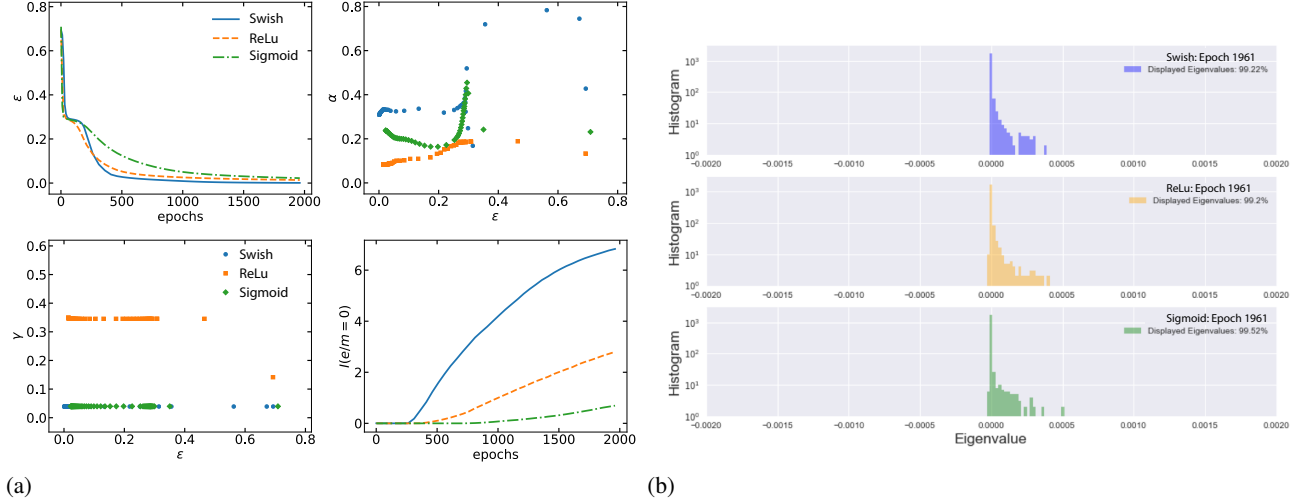 0.8
0.6
0.4
0.2
0.0
ε
0
500
1000
1500
2000
epochs
Swish
ReLu
Sigmoid
0.8
0.6
0.4
0.2
0.0
α
0.0
0.2
0.4
0.6
0.8
ε
0.6
0.5
0.4
0.3
0.2
0.1
0.0
γ
0.0
0.2
0.4
0.6
0.8
ε
Swish
ReLu
Sigmoid
6
4
2
0
I(e/m = 0)
0
500
1000
1500
2000
epochs
(a)
Swish: Epoch 1961
Displayed Eigenvalues: 99.22%
Histogram
10³
10²
10¹
10⁰
−0.0020 −0.0015 −0.0010 −0.0005 0.0000 0.0005 0.0010 0.0015 0.0020
ReLu: Epoch 1961
Displayed Eigenvalues: 99.2%
Histogram
10³
10²
10¹
10⁰
−0.0020 −0.0015 −0.0010 −0.0005 0.0000 0.0005 0.0010 0.0015 0.0020
Sigmoid: Epoch 1961
Displayed Eigenvalues: 99.52%
Histogram
10³
10²
10¹
10⁰
−0.0020 −0.0015 −0.0010 −0.0005 0.0000 0.0005 0.0010 0.0015 0.0020
Eigenvalue
(b)